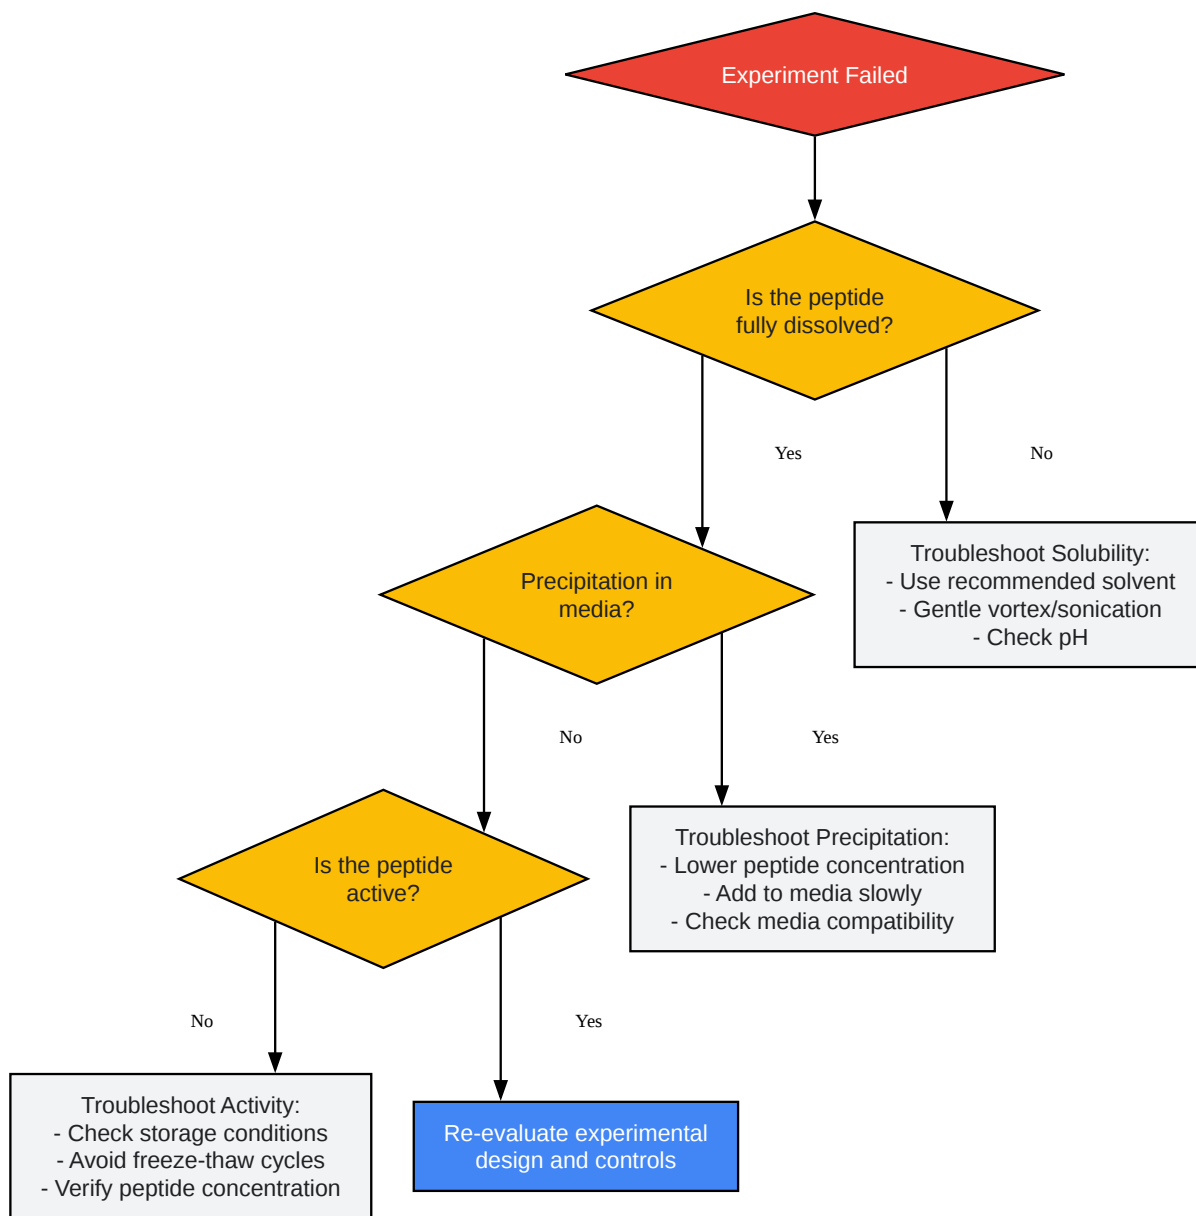 Experiment Failed
Is the peptide
fully dissolved?
Yes
No
Precipitation in
media?
Troubleshoot Solubility:
- Use recommended solvent
- Gentle vortex/sonication
- Check pH
No
Yes
Is the peptide
active?
Troubleshoot Precipitation:
- Lower peptide concentration
- Add to media slowly
- Check media compatibility
No
Yes
Troubleshoot Activity:
- Check storage conditions
- Avoid freeze-thaw cycles
- Verify peptide concentration
Re-evaluate experimental
design and controls